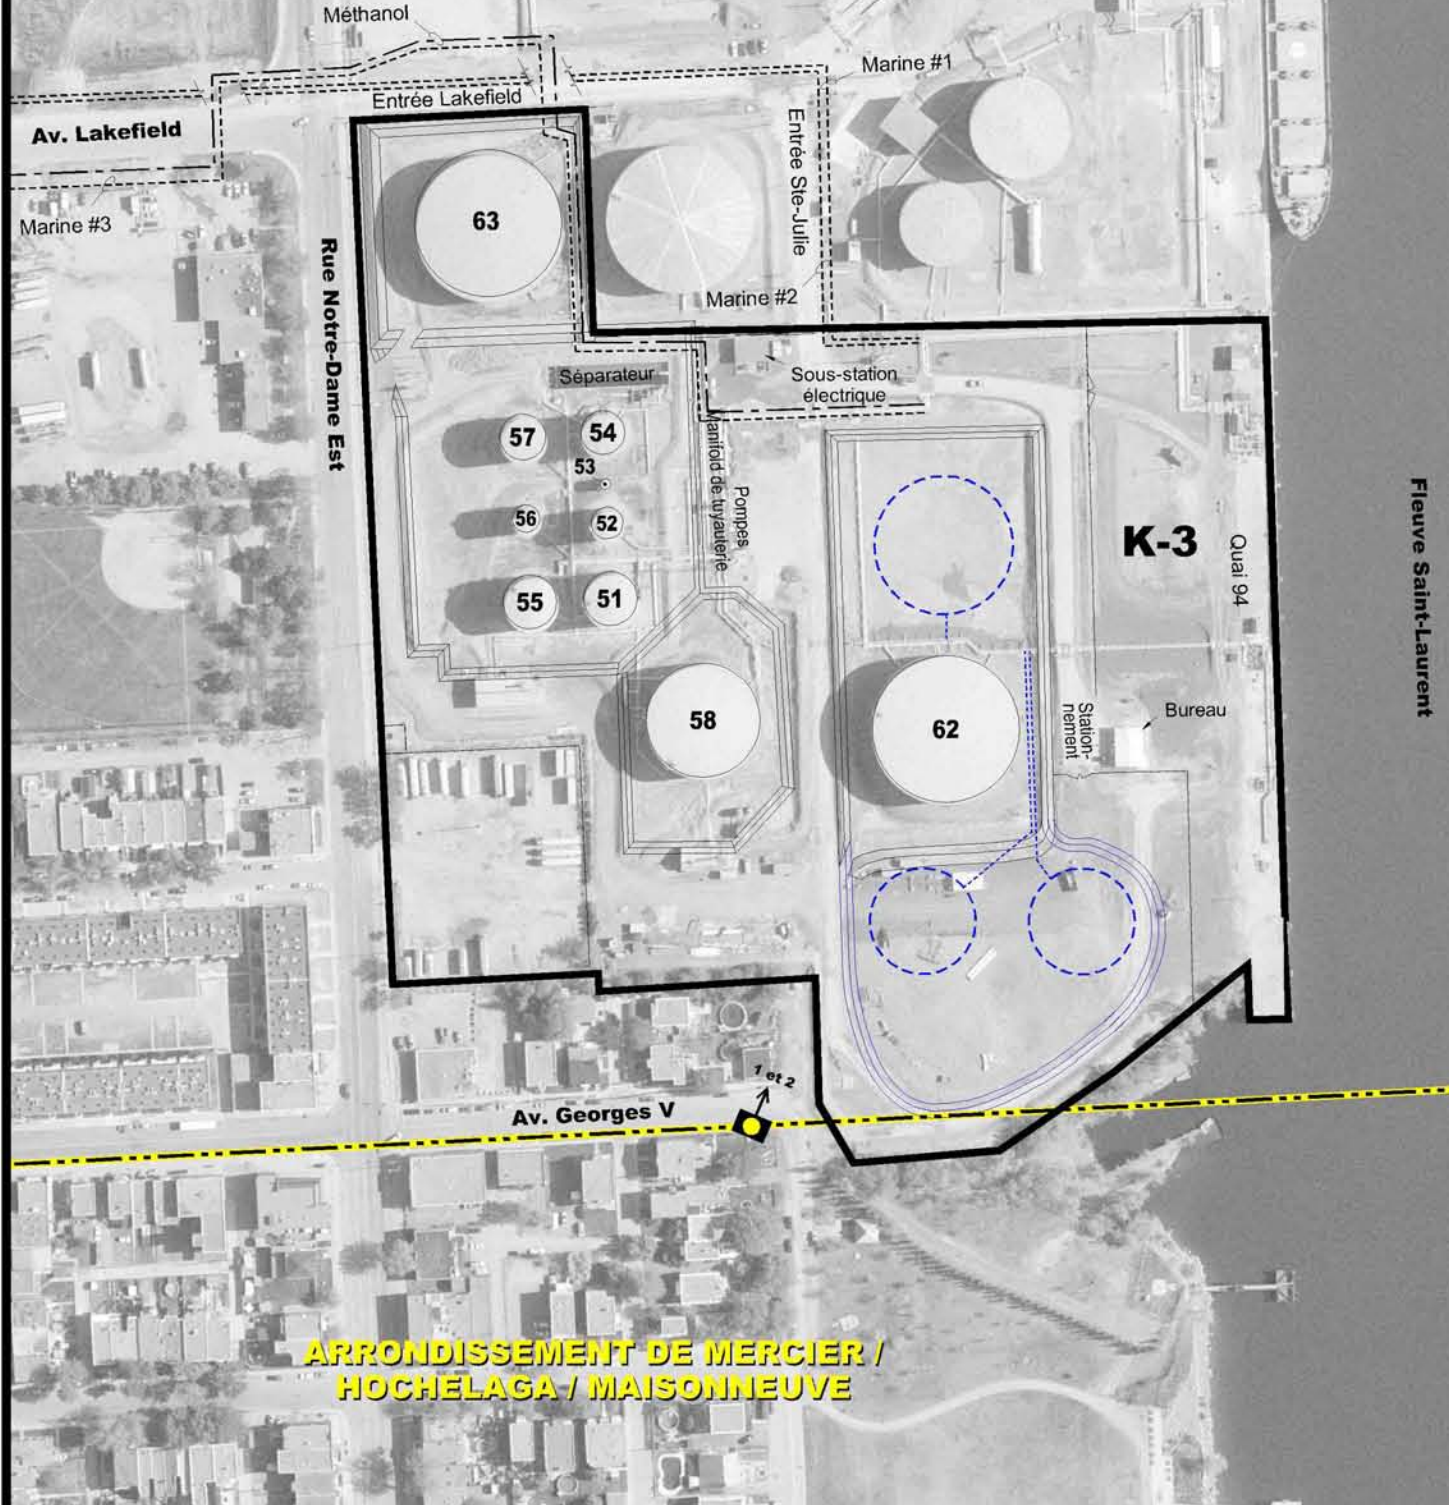 Méthanol
Marine #1
Entrée Lakefield
Av. Lakefield
Entrée Ste-Julie
63
Marine #3
Rue Notre-Dame Est
Marine #2
Séparateur
Sous-station
électrique
57
54
53
Manifold de tuyauterie
Pompes
56
52
K-3
Quai 94
Fleuve Saint-Laurent
55
51
58
62
Station-
nement
Bureau
1 et 2
Av. Georges V
ARRONDISSEMENT DE MERCIER /
HOCHELAGA / MAISONNEUVE